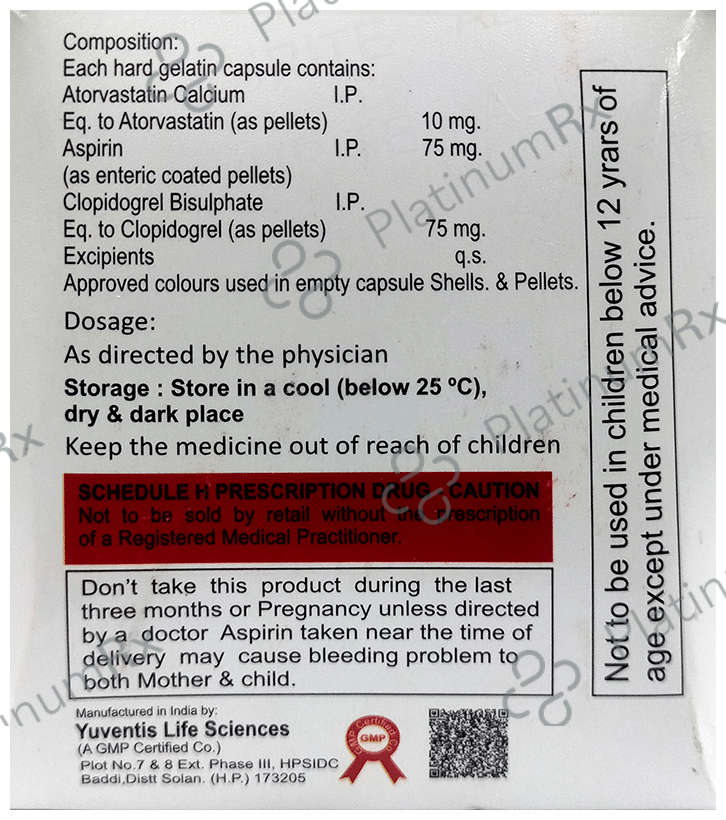 Composition:
Each hard gelatin capsule contains:
Atorvastatin Calcium I.P.
Eq. to Atorvastatin (as pellets) 10 mg.
Aspirin I.P. 75 mg.
(as enteric coated pellets)
Clopidogrel Bisulphate I.P.
Eq. to Clopidogrel (as pellets) 75 mg.
Excipients q.s.
Approved colours used in empty capsule Shells. & Pellets.
Dosage:
As directed by the physician
Storage : Store in a cool (below 25 ºC),
dry & dark place
Keep the medicine out of reach of children
SCHEDULE H PRESCRIPTION DRUG - CAUTION
Not to be sold by retail without the prescription
of a Registered Medical Practitioner.
Don't take this product during the last
three months or Pregnancy unless directed
by a doctor Aspirin taken near the time of
delivery may cause bleeding problem to
both Mother & child.
Manufactured in India by:
Yuventis Life Sciences
(A GMP Certified Co.)
Plot No.7 & 8 Ext. Phase III, HPSIDC
Baddi,Distt Solan. (H.P.) 173205
GMP Certified Co
GMP
Not to be used in children below 12 yrars of
age except under medical advice.
PlatinumRx
PlatinumRx
PlatinumRx
PlatinumRx
PlatinumRx